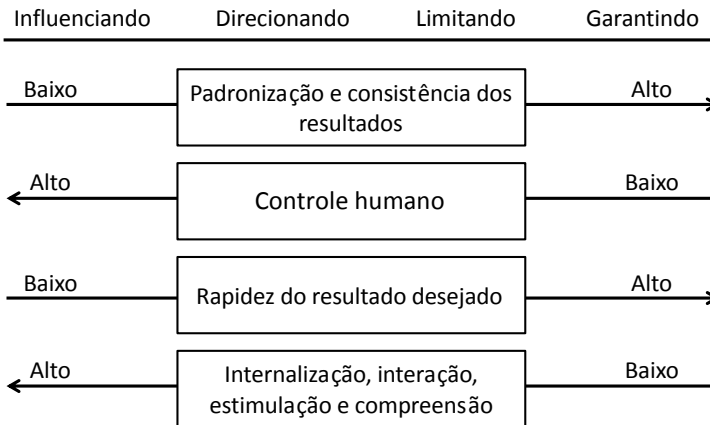 Influenciando Direcionando Limitando Garantindo
Baixo Padronização e consistência dos Alto
resultados
Alto Controle humano Baixo
Baixo Rapidez do resultado desejado Alto
Alto Internalização, interação, Baixo
estimulação e compreensão